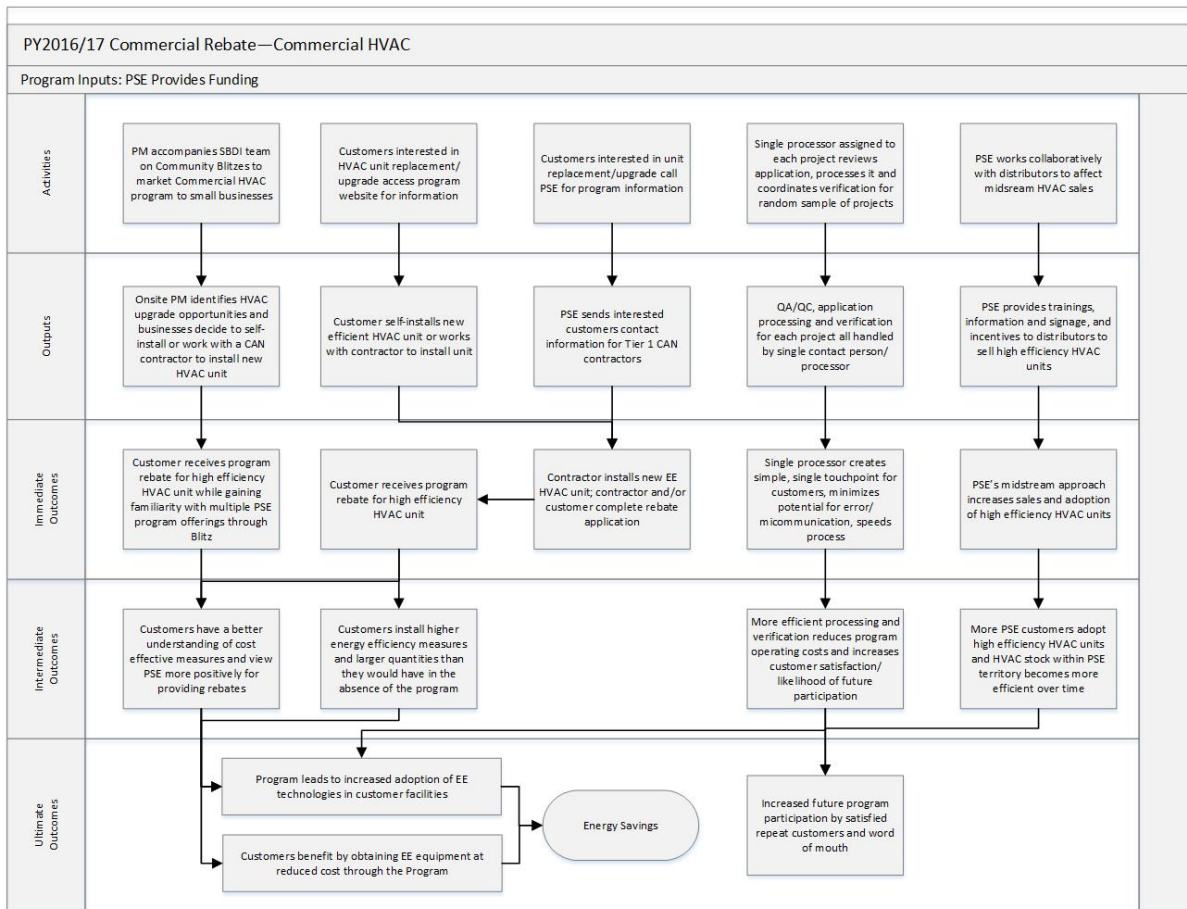 PY2016/17 Commercial Rebate—Commercial HVAC
Program Inputs: PSE Provides Funding
Activities
PM accompanies SBDI team
on Community Blitzes to
market Commercial HVAC
program to small businesses
Customers interested in
HVAC unit replacement/
upgrade access program
website for information
Customers interested in unit
replacement/upgrade call
PSE for program information
Single processor assigned to
each project reviews
application, processes it and
coordinates verification for
random sample of projects
PSE works collaboratively
with distributors to affect
midsream HVAC sales
Outputs
Onsite PM identifies HVAC
upgrade opportunities and
businesses decide to self-
install or work with a CAN
contractor to install new
HVAC unit
Customer self-installs new
efficient HVAC unit or works
with contractor to install unit
PSE sends interested
customers contact
information for Tier 1 CAN
contractors
QA/QC, application
processing and verification
for each project all handled
by single contact person/
processor
PSE provides trainings,
information and signage, and
incentives to distributors to
sell high efficiency HVAC
units
Immediate
Outcomes
Customer receives program
rebate for high efficiency
HVAC unit while gaining
familiarity with multiple PSE
program offerings through
Blitz
Customer receives program
rebate for high efficiency
HVAC unit
Contractor installs new EE
HVAC unit; contractor and/or
customer complete rebate
application
Single processor creates
simple, single touchpoint for
customers, minimizes
potential for error/
micommunication, speeds
process
PSE's midstream approach
increases sales and adoption
of high efficiency HVAC units
Intermediate
Outcomes
Customers have a better
understanding of cost
effective measures and view
PSE more positively for
providing rebates
Customers install higher
energy efficiency measures
and larger quantities than
they would have in the
absence of the program
More efficient processing and
verification reduces program
operating costs and increases
customer satisfaction/
likelihood of future
participation
More PSE customers adopt
high efficiency HVAC units
and HVAC stock within PSE
territory becomes more
efficient over time
Ultimate
Outcomes
Program leads to increased adoption of EE
technologies in customer facilities
Customers benefit by obtaining EE equipment at
reduced cost through the Program
Energy Savings
Increased future program
participation by satisfied
repeat customers and word
of mouth